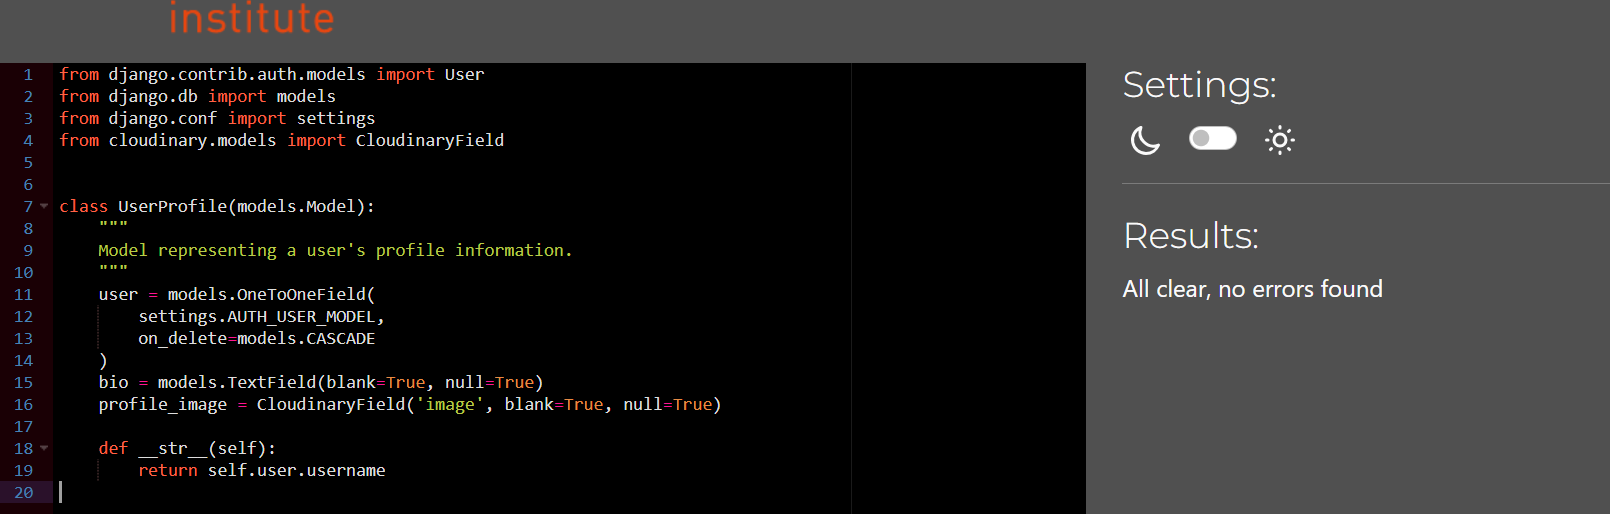 institute
1 from django.contrib.auth.models import User
2 from django.db import models
3 from django.conf import settings
4 from cloudinary.models import CloudinaryField
5
6
7 class UserProfile(models.Model):
8     """
9     Model representing a user's profile information.
10     """
11     user = models.OneToOneField(
12         settings.AUTH_USER_MODEL,
13         on_delete=models.CASCADE
14     )
15     bio = models.TextField(blank=True, null=True)
16     profile_image = CloudinaryField('image', blank=True, null=True)
17
18     def __str__(self):
19         return self.user.username
20
Settings:
Results:
All clear, no errors found